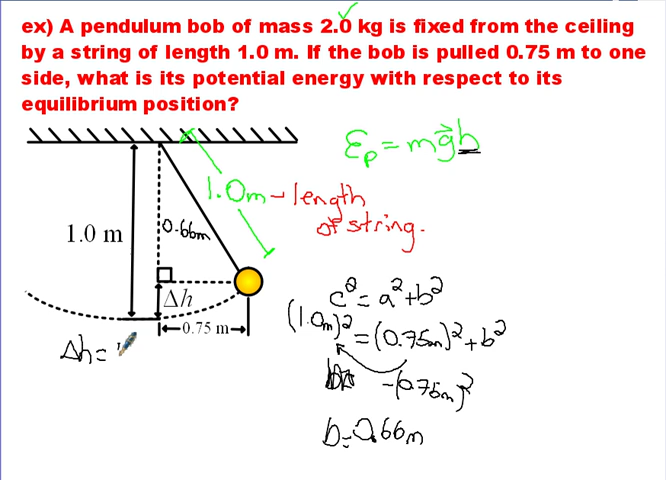 ex) A pendulum bob of mass 2.0 kg is fixed from the ceiling
by a string of length 1.0 m. If the bob is pulled 0.75 m to one
side, what is its potential energy with respect to its
equilibrium position?
Ep = mgh
1.0m - length
of string.
0.66m
1.0 m
Δh
0.75 m
Δh =
c² = a² + b²
(1.0m)² = (0.75m)² + b²
-(0.75m)²
b = 0.66m